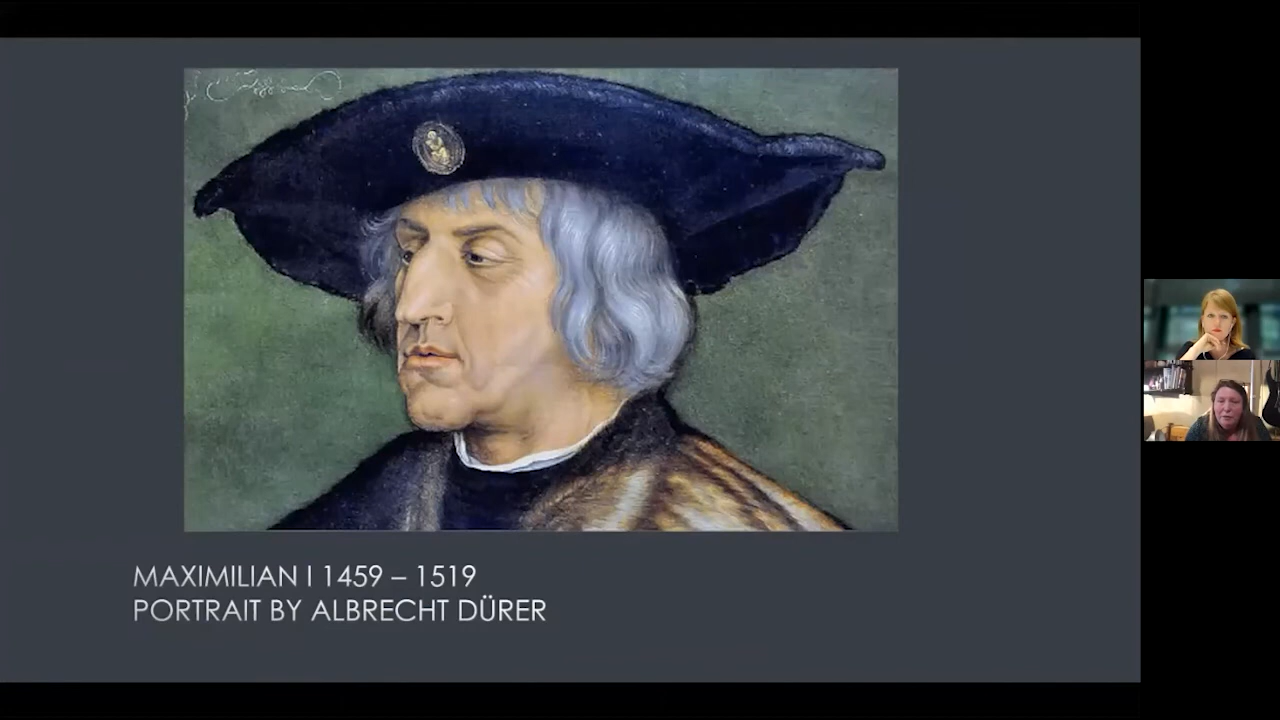 MAXIMILIAN I 1459 – 1519
PORTRAIT BY ALBRECHT DÜRER